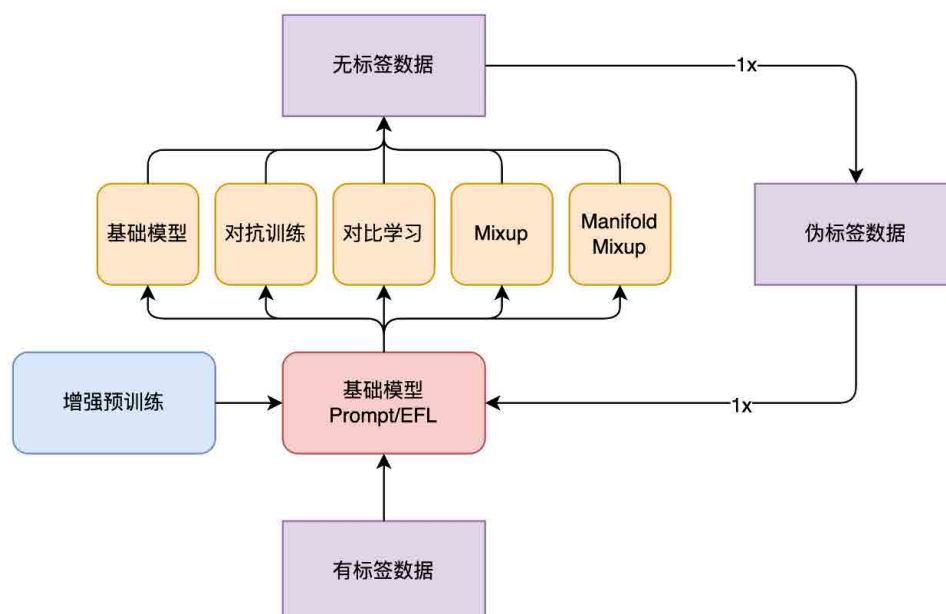 无标签数据
1x
基础模型
对抗训练
对比学习
Mixup
Manifold
Mixup
伪标签数据
增强预训练
基础模型
Prompt/EFL
1x
有标签数据